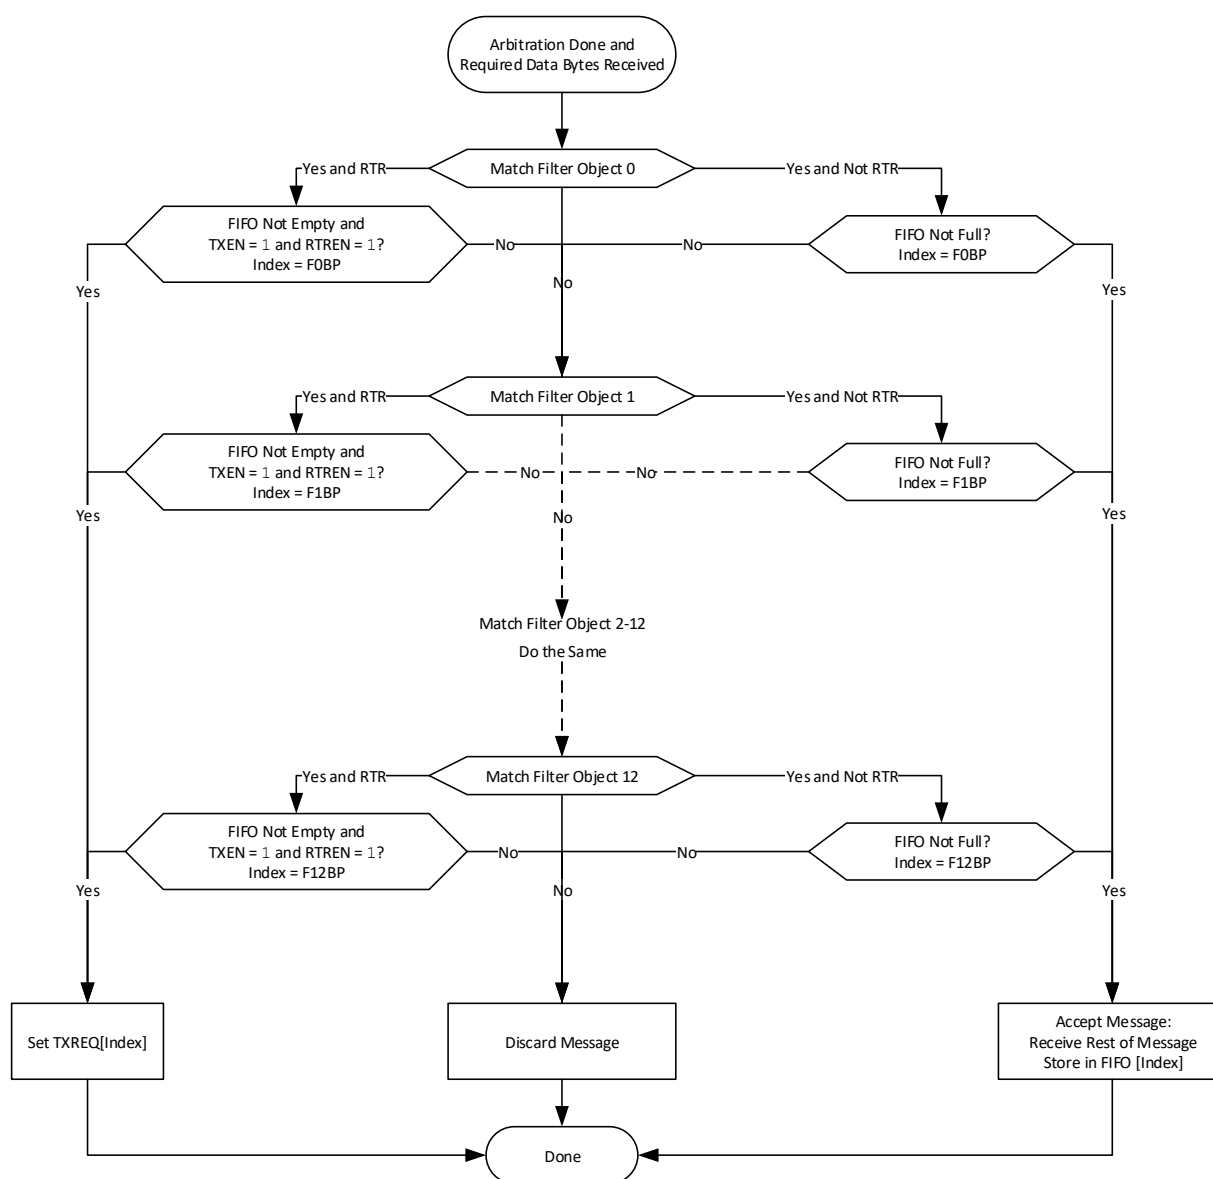 Arbitration Done and
Required Data Bytes Received
Match Filter Object 0
Yes and RTR
Yes and Not RTR
FIFO Not Empty and
TXEN = 1 and RTREN = 1?
Index = F0BP
No
No
FIFO Not Full?
Index = F0BP
Yes
No
Yes
Match Filter Object 1
Yes and RTR
Yes and Not RTR
FIFO Not Empty and
TXEN = 1 and RTREN = 1?
Index = F1BP
No
No
FIFO Not Full?
Index = F1BP
Yes
No
Yes
Match Filter Object 2-12
Do the Same
Match Filter Object 12
Yes and RTR
Yes and Not RTR
FIFO Not Empty and
TXEN = 1 and RTREN = 1?
Index = F12BP
No
No
FIFO Not Full?
Index = F12BP
Yes
No
Yes
Set TXREQ[Index]
Discard Message
Accept Message:
Receive Rest of Message
Store in FIFO [Index]
Done